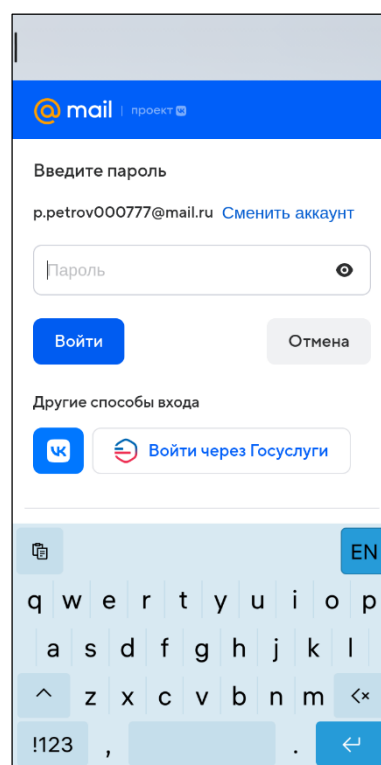 @mail | проект
Введите пароль
p.petrov000777@mail.ru Сменить аккаунт
Пароль
Войти Отмена
Другие способы входа
Войти через Госуслуги
EN
q w e r t y u i o p
a s d f g h j k l
z x c v b n m
!123 , .